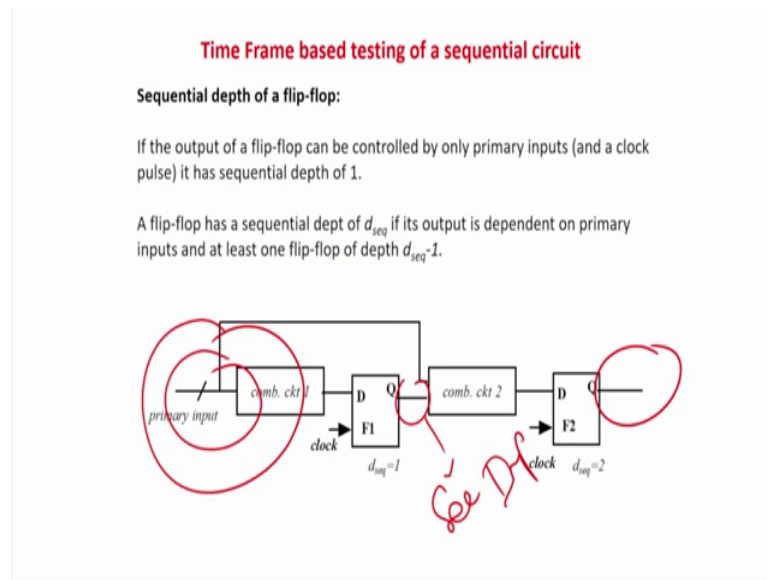 Time Frame based testing of a sequential circuit
Sequential depth of a flip-flop:
If the output of a flip-flop can be controlled by only primary inputs (and a clock
pulse) it has sequential depth of 1.
A flip-flop has a sequential dept of dseq if its output is dependent on primary
inputs and at least one flip-flop of depth dseq-1.
primary input
comb. ckt 1
D Q
F1
clock
dseq=1
comb. ckt 2
D Q
F2
clock
dseq=2
See